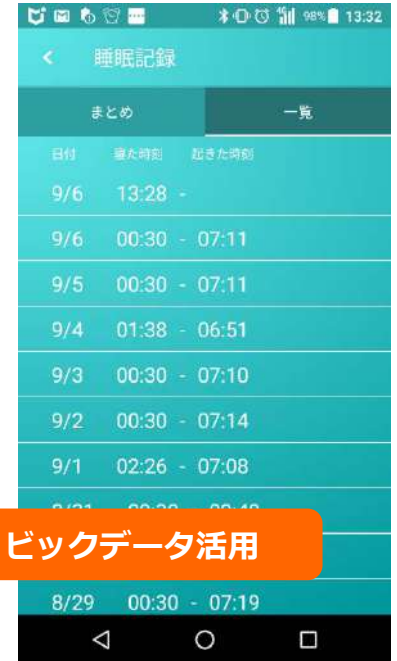 98% 13:32
< 睡眠記録
まとめ 一覧
日付 寝た時刻 起きた時刻
9/6 13:28 -
9/6 00:30 - 07:11
9/5 00:30 - 07:11
9/4 01:38 - 06:51
9/3 00:30 - 07:10
9/2 00:30 - 07:14
9/1 02:26 - 07:08
ビックデータ活用
8/29 00:30 - 07:19